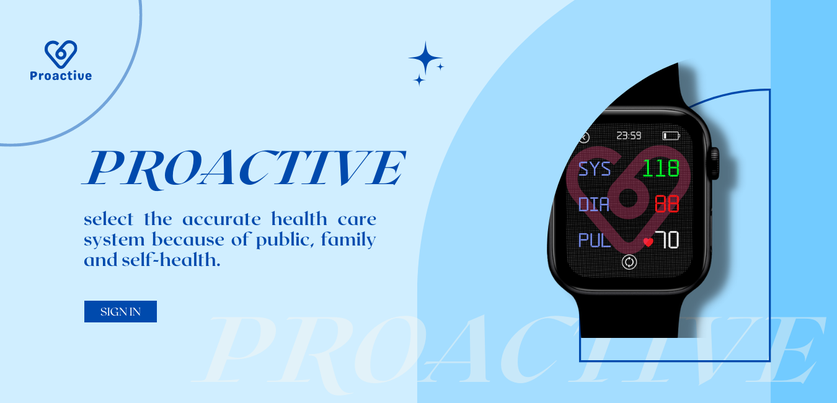 Proactive
PROACTIVE
select the accurate health care
system because of public, family
and self-health.
SIGN IN
23:59
SYS 118
DIA 88
PUL 70
PROACTIVE